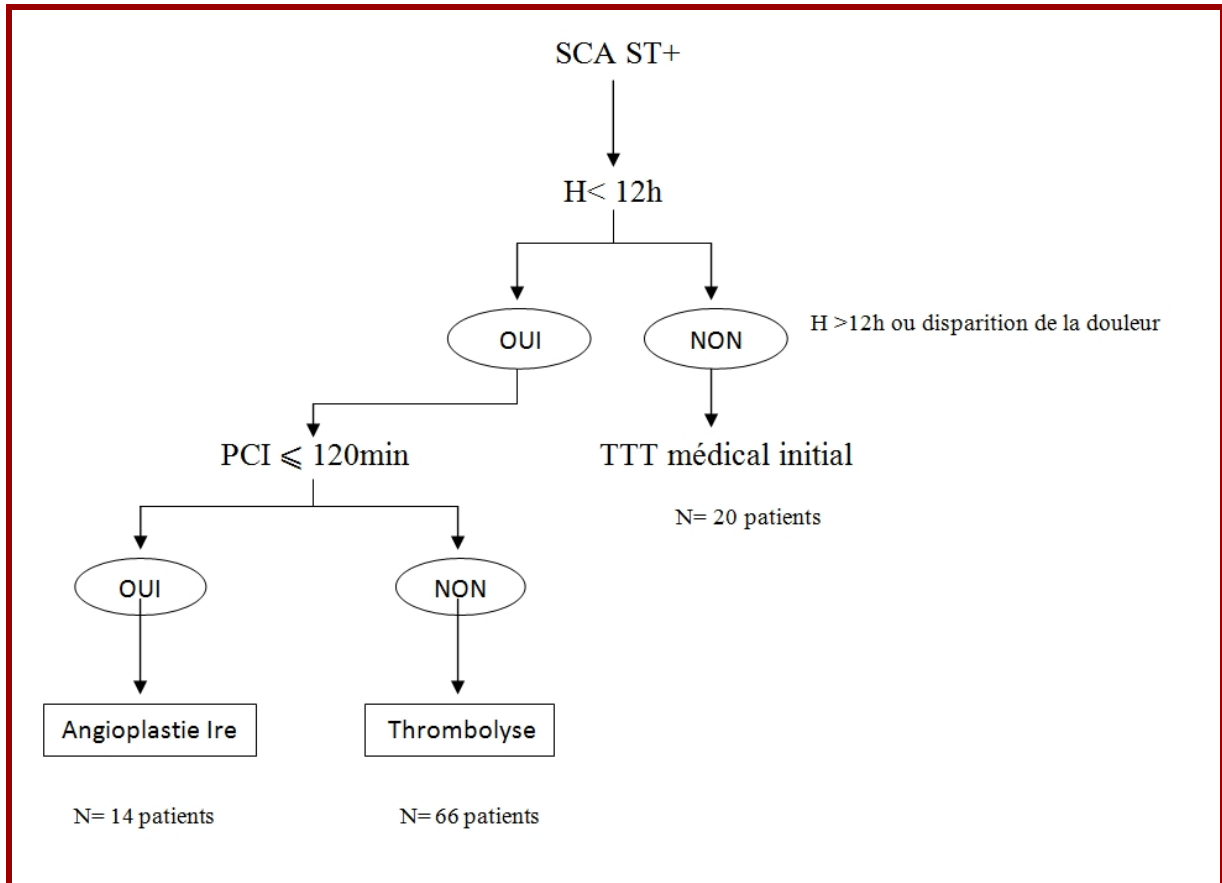 SCA ST+
H< 12h
OUI
NON
H >12h ou disparition de la douleur
PCI ⩽ 120min
TTT médical initial
N= 20 patients
OUI
NON
Angioplastie Ire
Thrombolyse
N= 14 patients
N= 66 patients